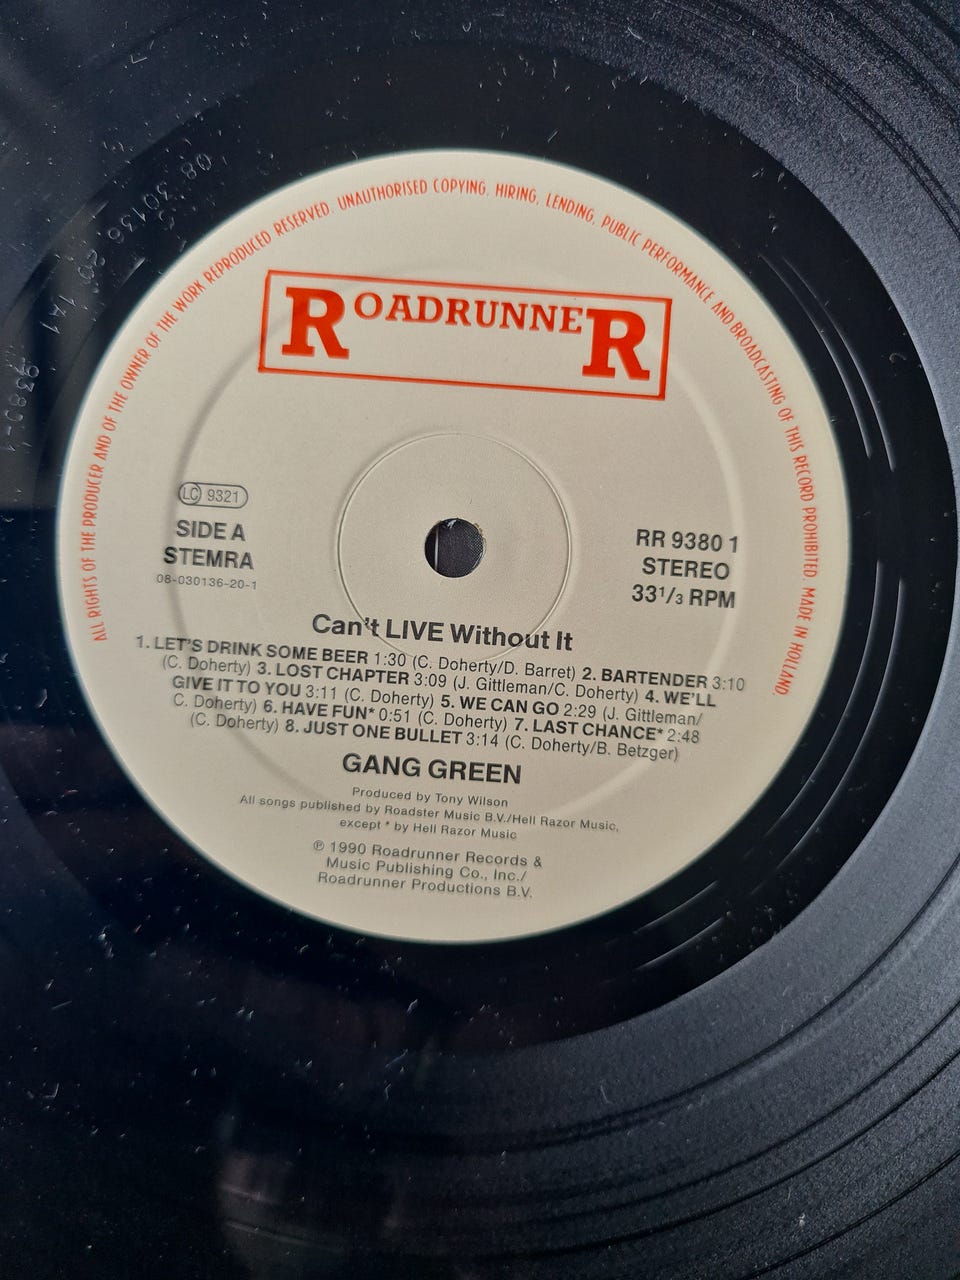 ALL RIGHTS OF THE PRODUCER AND OF THE OWNER OF THE WORK REPRODUCED RESERVED. UNAUTHORISED COPYING, HIRING, LENDING, PUBLIC PERFORMANCE AND BROADCASTING OF THIS RECORD PROHIBITED. MADE IN HOLLAND.
ROADRUNNER
LC 9321
SIDE A
STEMRA
08-030136-20-1
RR 9380 1
STEREO
33 1/3 RPM
Can't LIVE Without It
1. LET'S DRINK SOME BEER 1:30 (C. Doherty/D. Barret) 2. BARTENDER 3:10
(C. Doherty) 3. LOST CHAPTER 3:09 (J. Gittleman/C. Doherty) 4. WE'LL
GIVE IT TO YOU 3:11 (C. Doherty) 5. WE CAN GO 2:29 (J. Gittleman/
C. Doherty) 6. HAVE FUN* 0:51 (C. Doherty) 7. LAST CHANCE* 2:48
(C. Doherty) 8. JUST ONE BULLET 3:14 (C. Doherty/B. Betzger)
GANG GREEN
Produced by Tony Wilson
All songs published by Roadster Music B.V./Hell Razor Music,
except * by Hell Razor Music
℗ 1990 Roadrunner Records &
Music Publishing Co., Inc./
Roadrunner Productions B.V.